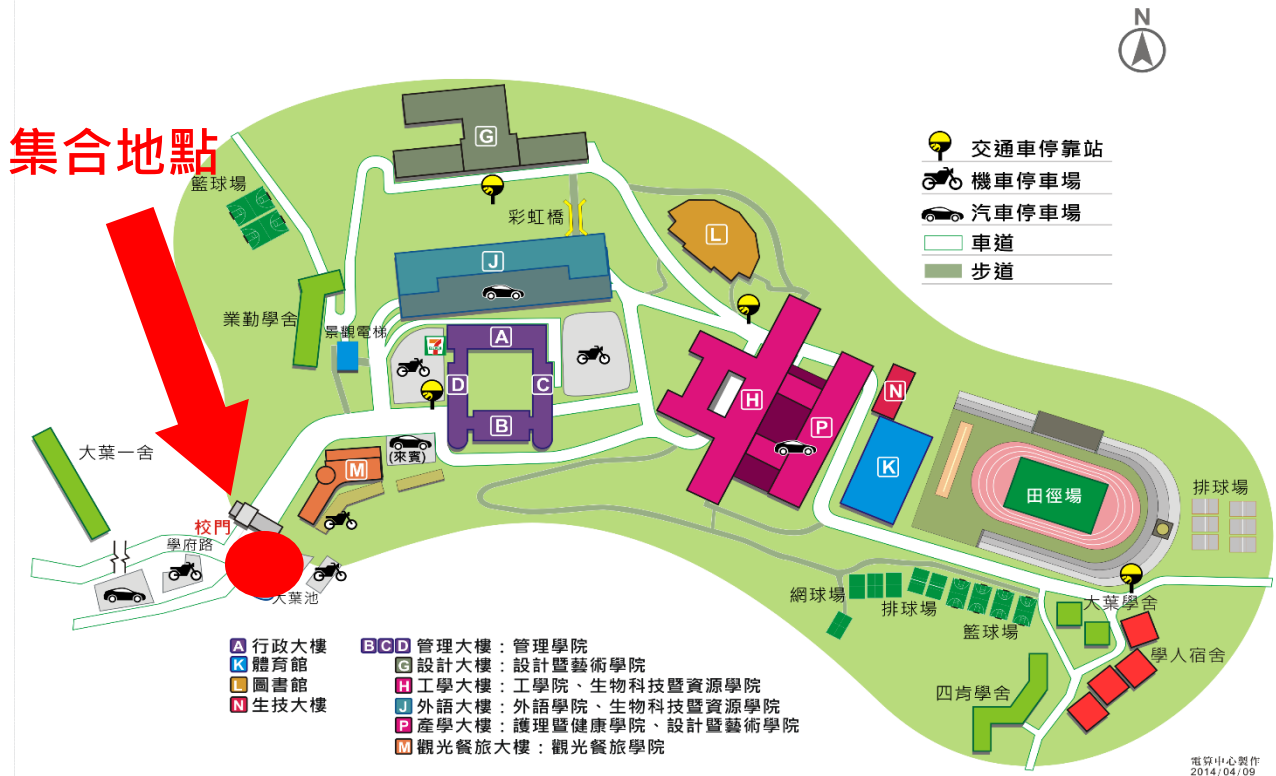 N
集合地點
籃球場
G
交通車停靠站
機車停車場
汽車停車場
車道
步道
彩虹橋
L
J
業勤學舍
景觀電梯
A
D
C
B
H
N
P
K
M
(來賓)
大葉一舍
田徑場
排球場
校門
學府路
大葉池
網球場
排球場
籃球場
大葉學舍
學人宿舍
四肯學舍
A 行政大樓
K 體育館
L 圖書館
N 生技大樓
B C D 管理大樓：管理學院
G 設計大樓：設計暨藝術學院
H 工學大樓：工學院、生物科技暨資源學院
J 外語大樓：外語學院、生物科技暨資源學院
P 產學大樓：護理暨健康學院、設計暨藝術學院
M 觀光餐旅大樓：觀光餐旅學院
電算中心製作
2014/04/09